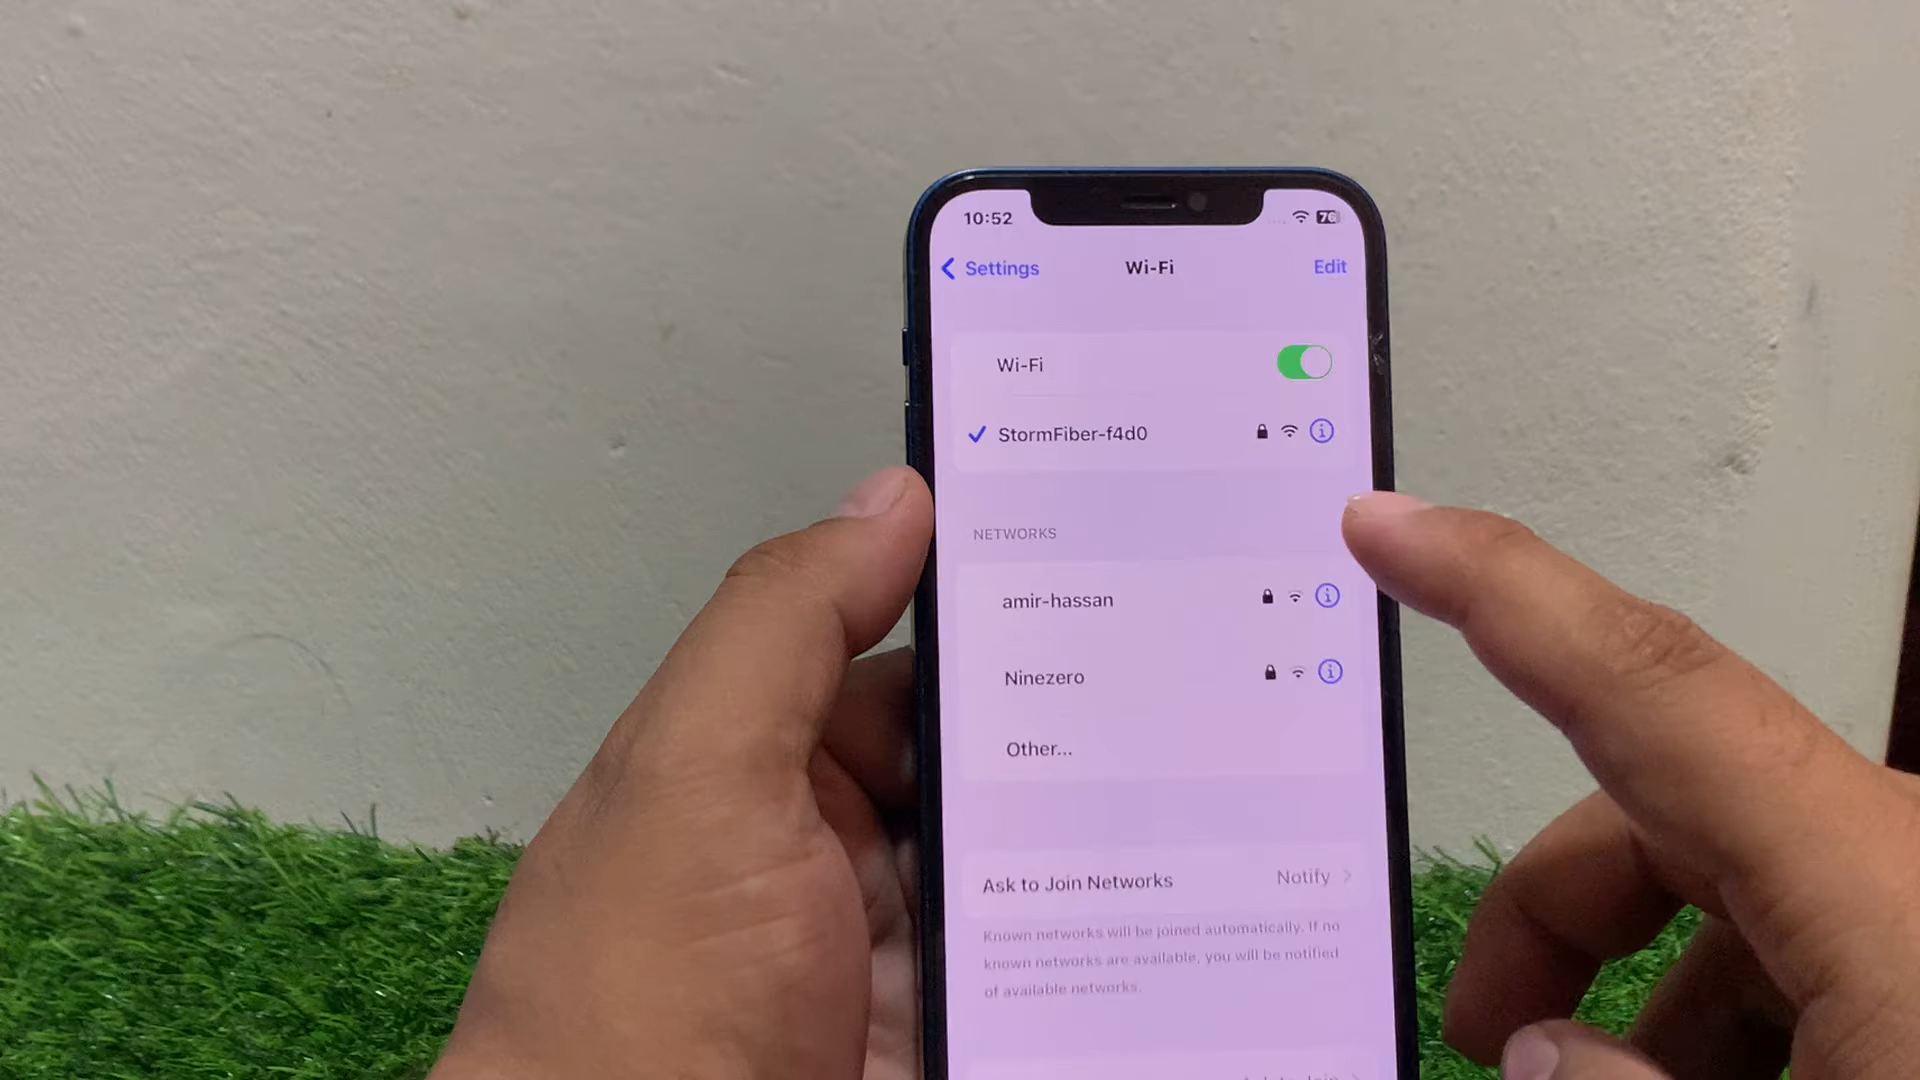 10:52 76
Settings Wi-Fi Edit
Wi-Fi
StormFiber-f4d0
NETWORKS
amir-hassan
Ninezero
Other...
Ask to Join Networks Notify
Known networks will be joined automatically. If no
known networks are available, you will be notified
of available networks.